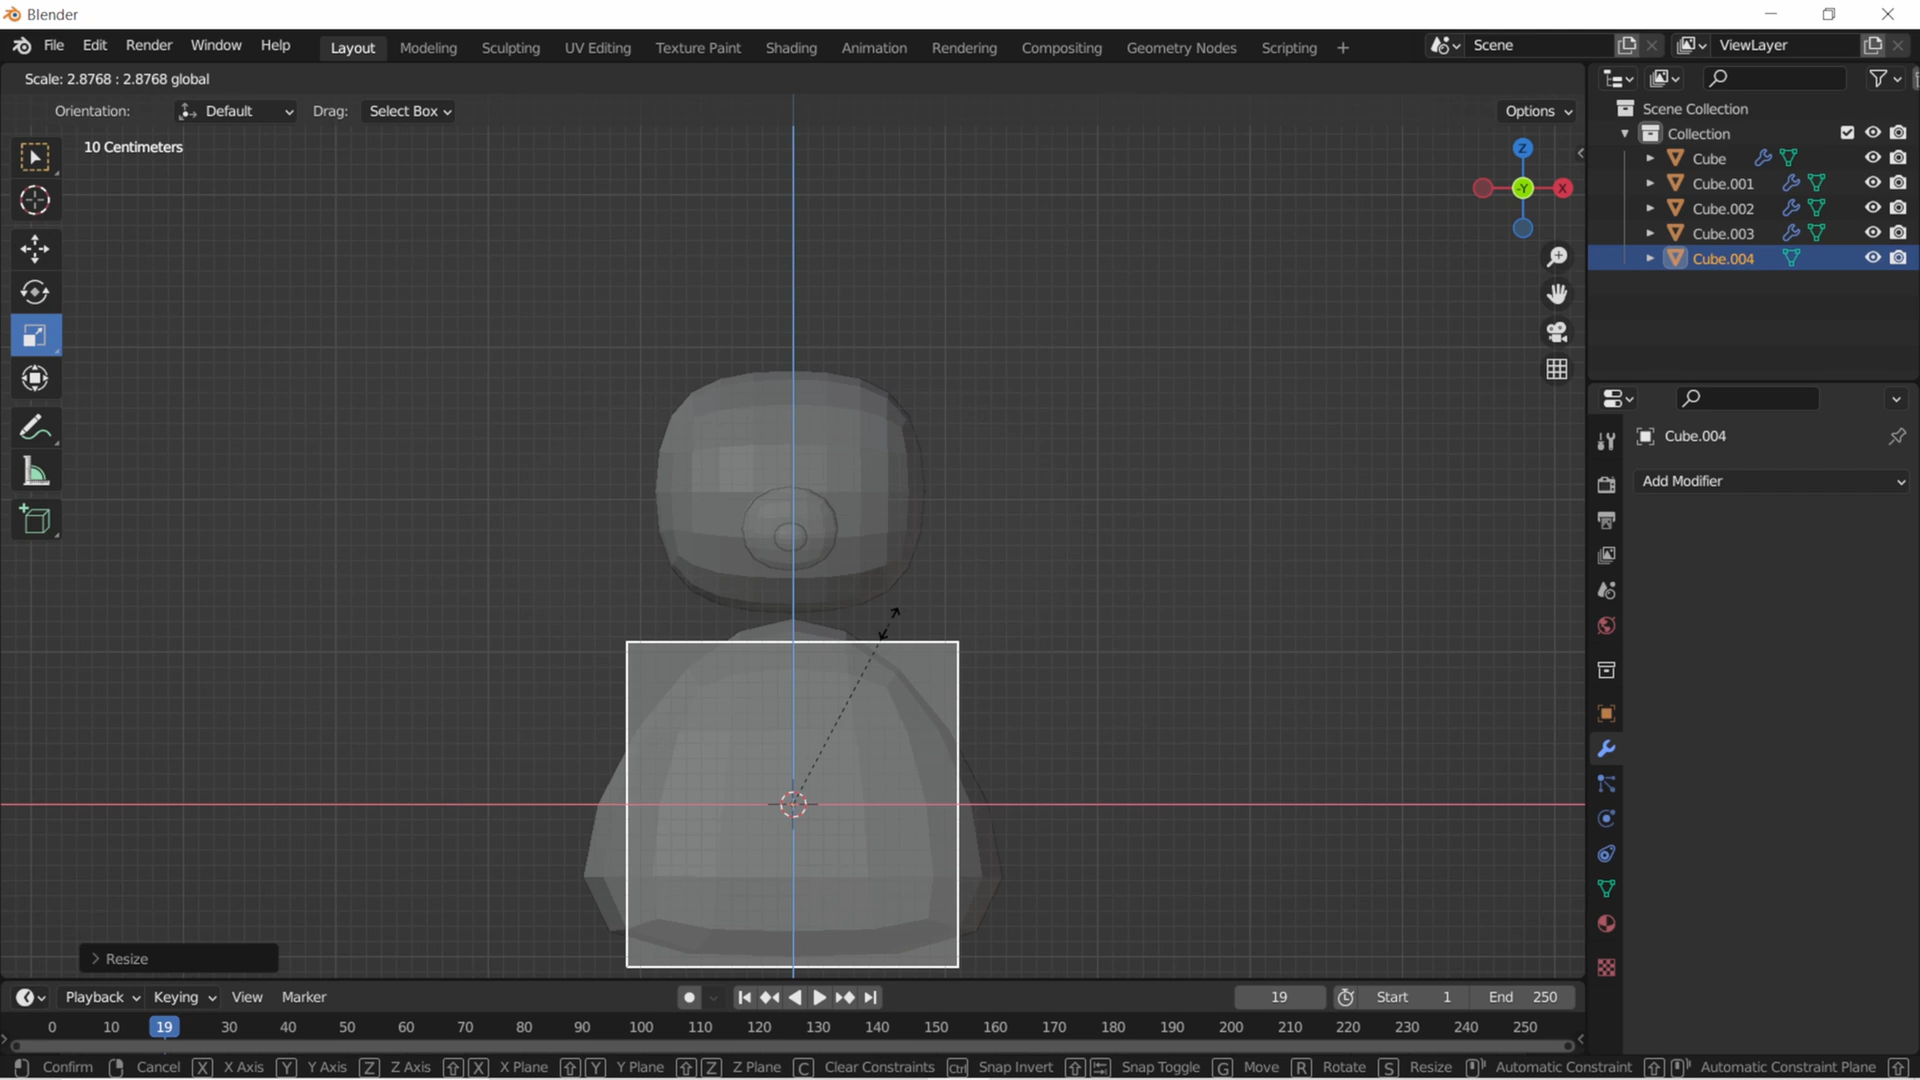 Blender
File Edit Render Window Help Layout Modeling Sculpting UV Editing Texture Paint Shading Animation Rendering Compositing Geometry Nodes Scripting + Scene ViewLayer
Scale: 2.8768 : 2.8768 global
Orientation: Default Drag: Select Box Options
10 Centimeters
Z
-Y X
Scene Collection
Collection
Cube
Cube.001
Cube.002
Cube.003
Cube.004
Cube.004
Add Modifier
Resize
Playback Keying View Marker 19 Start 1 End 250
0 10 19 30 40 50 60 70 80 90 100 110 120 130 140 150 160 170 180 190 200 210 220 230 240 250
Confirm Cancel X X Axis Y Y Axis Z Z Axis X X Plane Y Y Plane Z Z Plane C Clear Constraints Ctrl Snap Invert Snap Toggle G Move R Rotate S Resize Automatic Constraint Automatic Constraint Plane